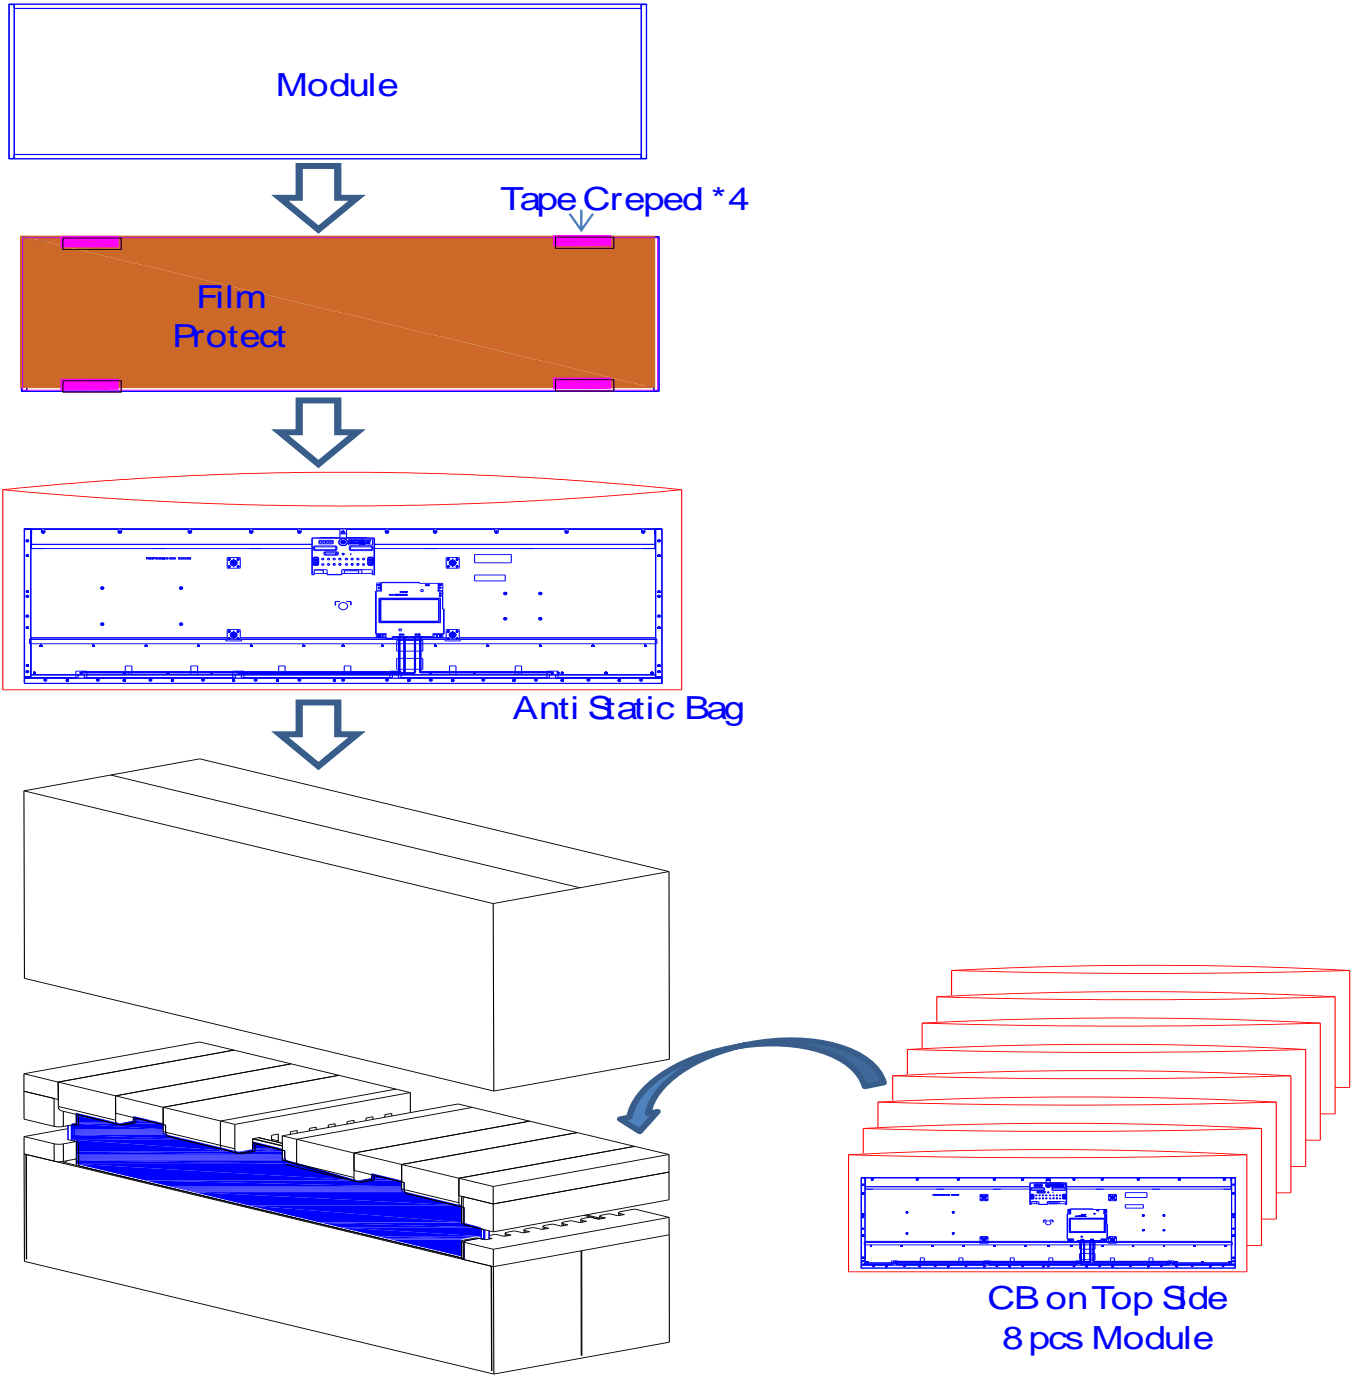 Module
Tape Creped *4
Film
Protect
Anti Static Bag
CB on Top Side
8 pcs Module